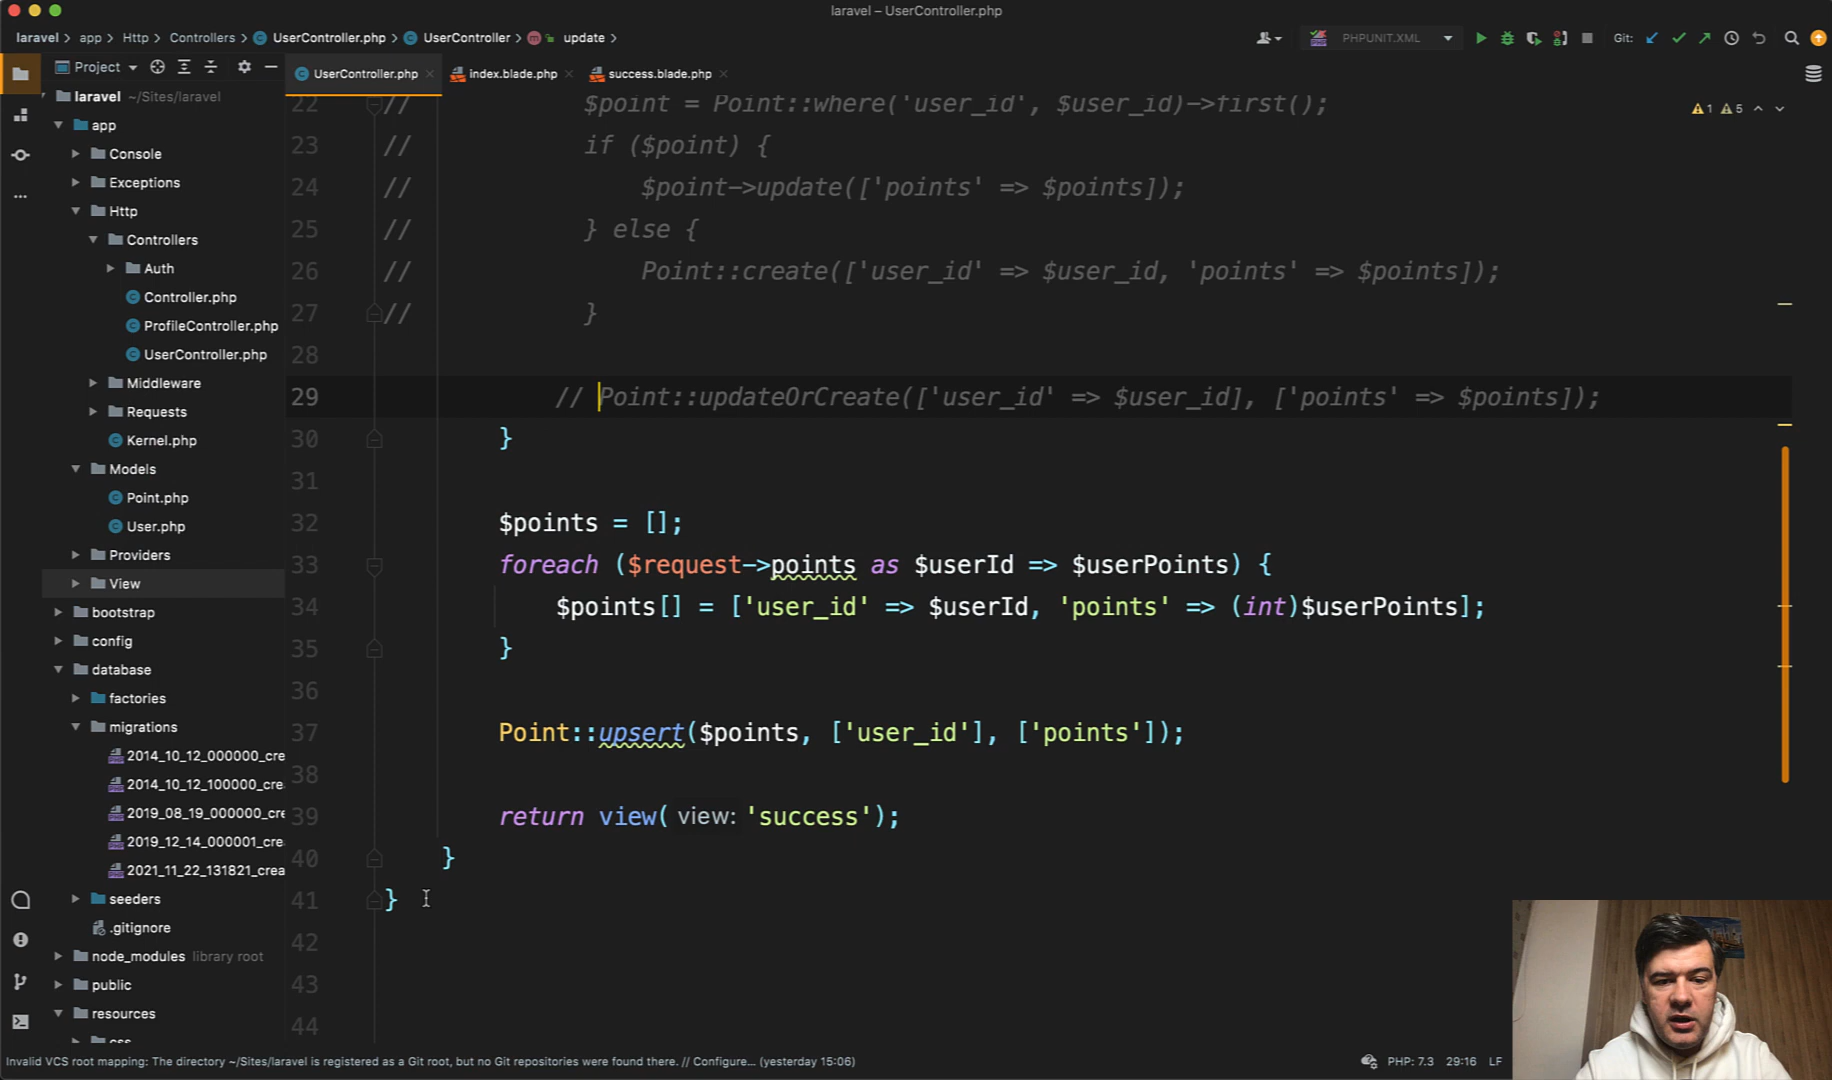 laravel – UserController.php
laravel > app > Http > Controllers > UserController.php > UserController > update >
PHPUNIT.XML
Git:
Project
UserController.php
index.blade.php
success.blade.php
laravel ~/Sites/laravel
app
Console
Exceptions
Http
Controllers
Auth
Controller.php
ProfileController.php
UserController.php
Middleware
Requests
Kernel.php
Models
Point.php
User.php
Providers
View
bootstrap
config
database
factories
migrations
2014_10_12_000000_cre
2014_10_12_100000_cre
2019_08_19_000000_cre
2019_12_14_000001_cre
2021_11_22_131821_crea
seeders
.gitignore
node_modules library root
public
resources
css
1 5
22 // $point = Point::where('user_id', $user_id)->first();
23 // if ($point) {
24 // $point->update(['points' => $points]);
25 // } else {
26 // Point::create(['user_id' => $user_id, 'points' => $points]);
27 // }
28
29 // Point::updateOrCreate(['user_id' => $user_id], ['points' => $points]);
30 }
31
32 $points = [];
33 foreach ($request->points as $userId => $userPoints) {
34 $points[] = ['user_id' => $userId, 'points' => (int)$userPoints];
35 }
36
37 Point::upsert($points, ['user_id'], ['points']);
38
39 return view( view: 'success');
40 }
41 }
42
43
44
Invalid VCS root mapping: The directory ~/Sites/laravel is registered as a Git root, but no Git repositories were found there. // Configure... (yesterday 15:06)
PHP: 7.3 29:16 LF